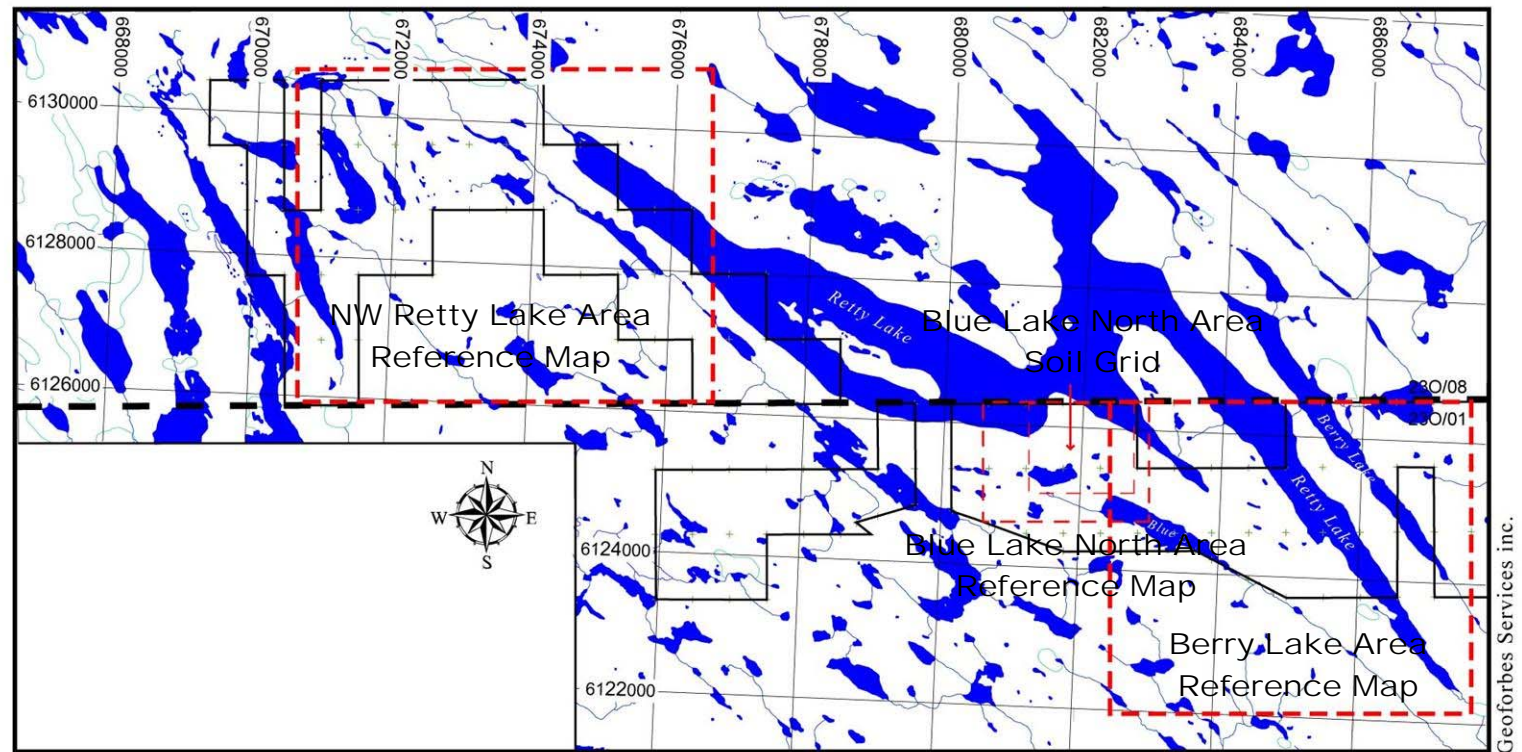 668000
670000
672000
674000
676000
678000
680000
682000
684000
686000
6130000
6128000
6126000
NW Retty Lake Area
Reference Map
Retty Lake
Blue Lake North Area
Soil Grid
23O/08
23O/01
Berry Lake
Retty Lake
Blue
N
W E
S
6124000
Blue Lake North Area
Reference Map
Berry Lake Area
Reference Map
6122000
Geoforbes Services inc.